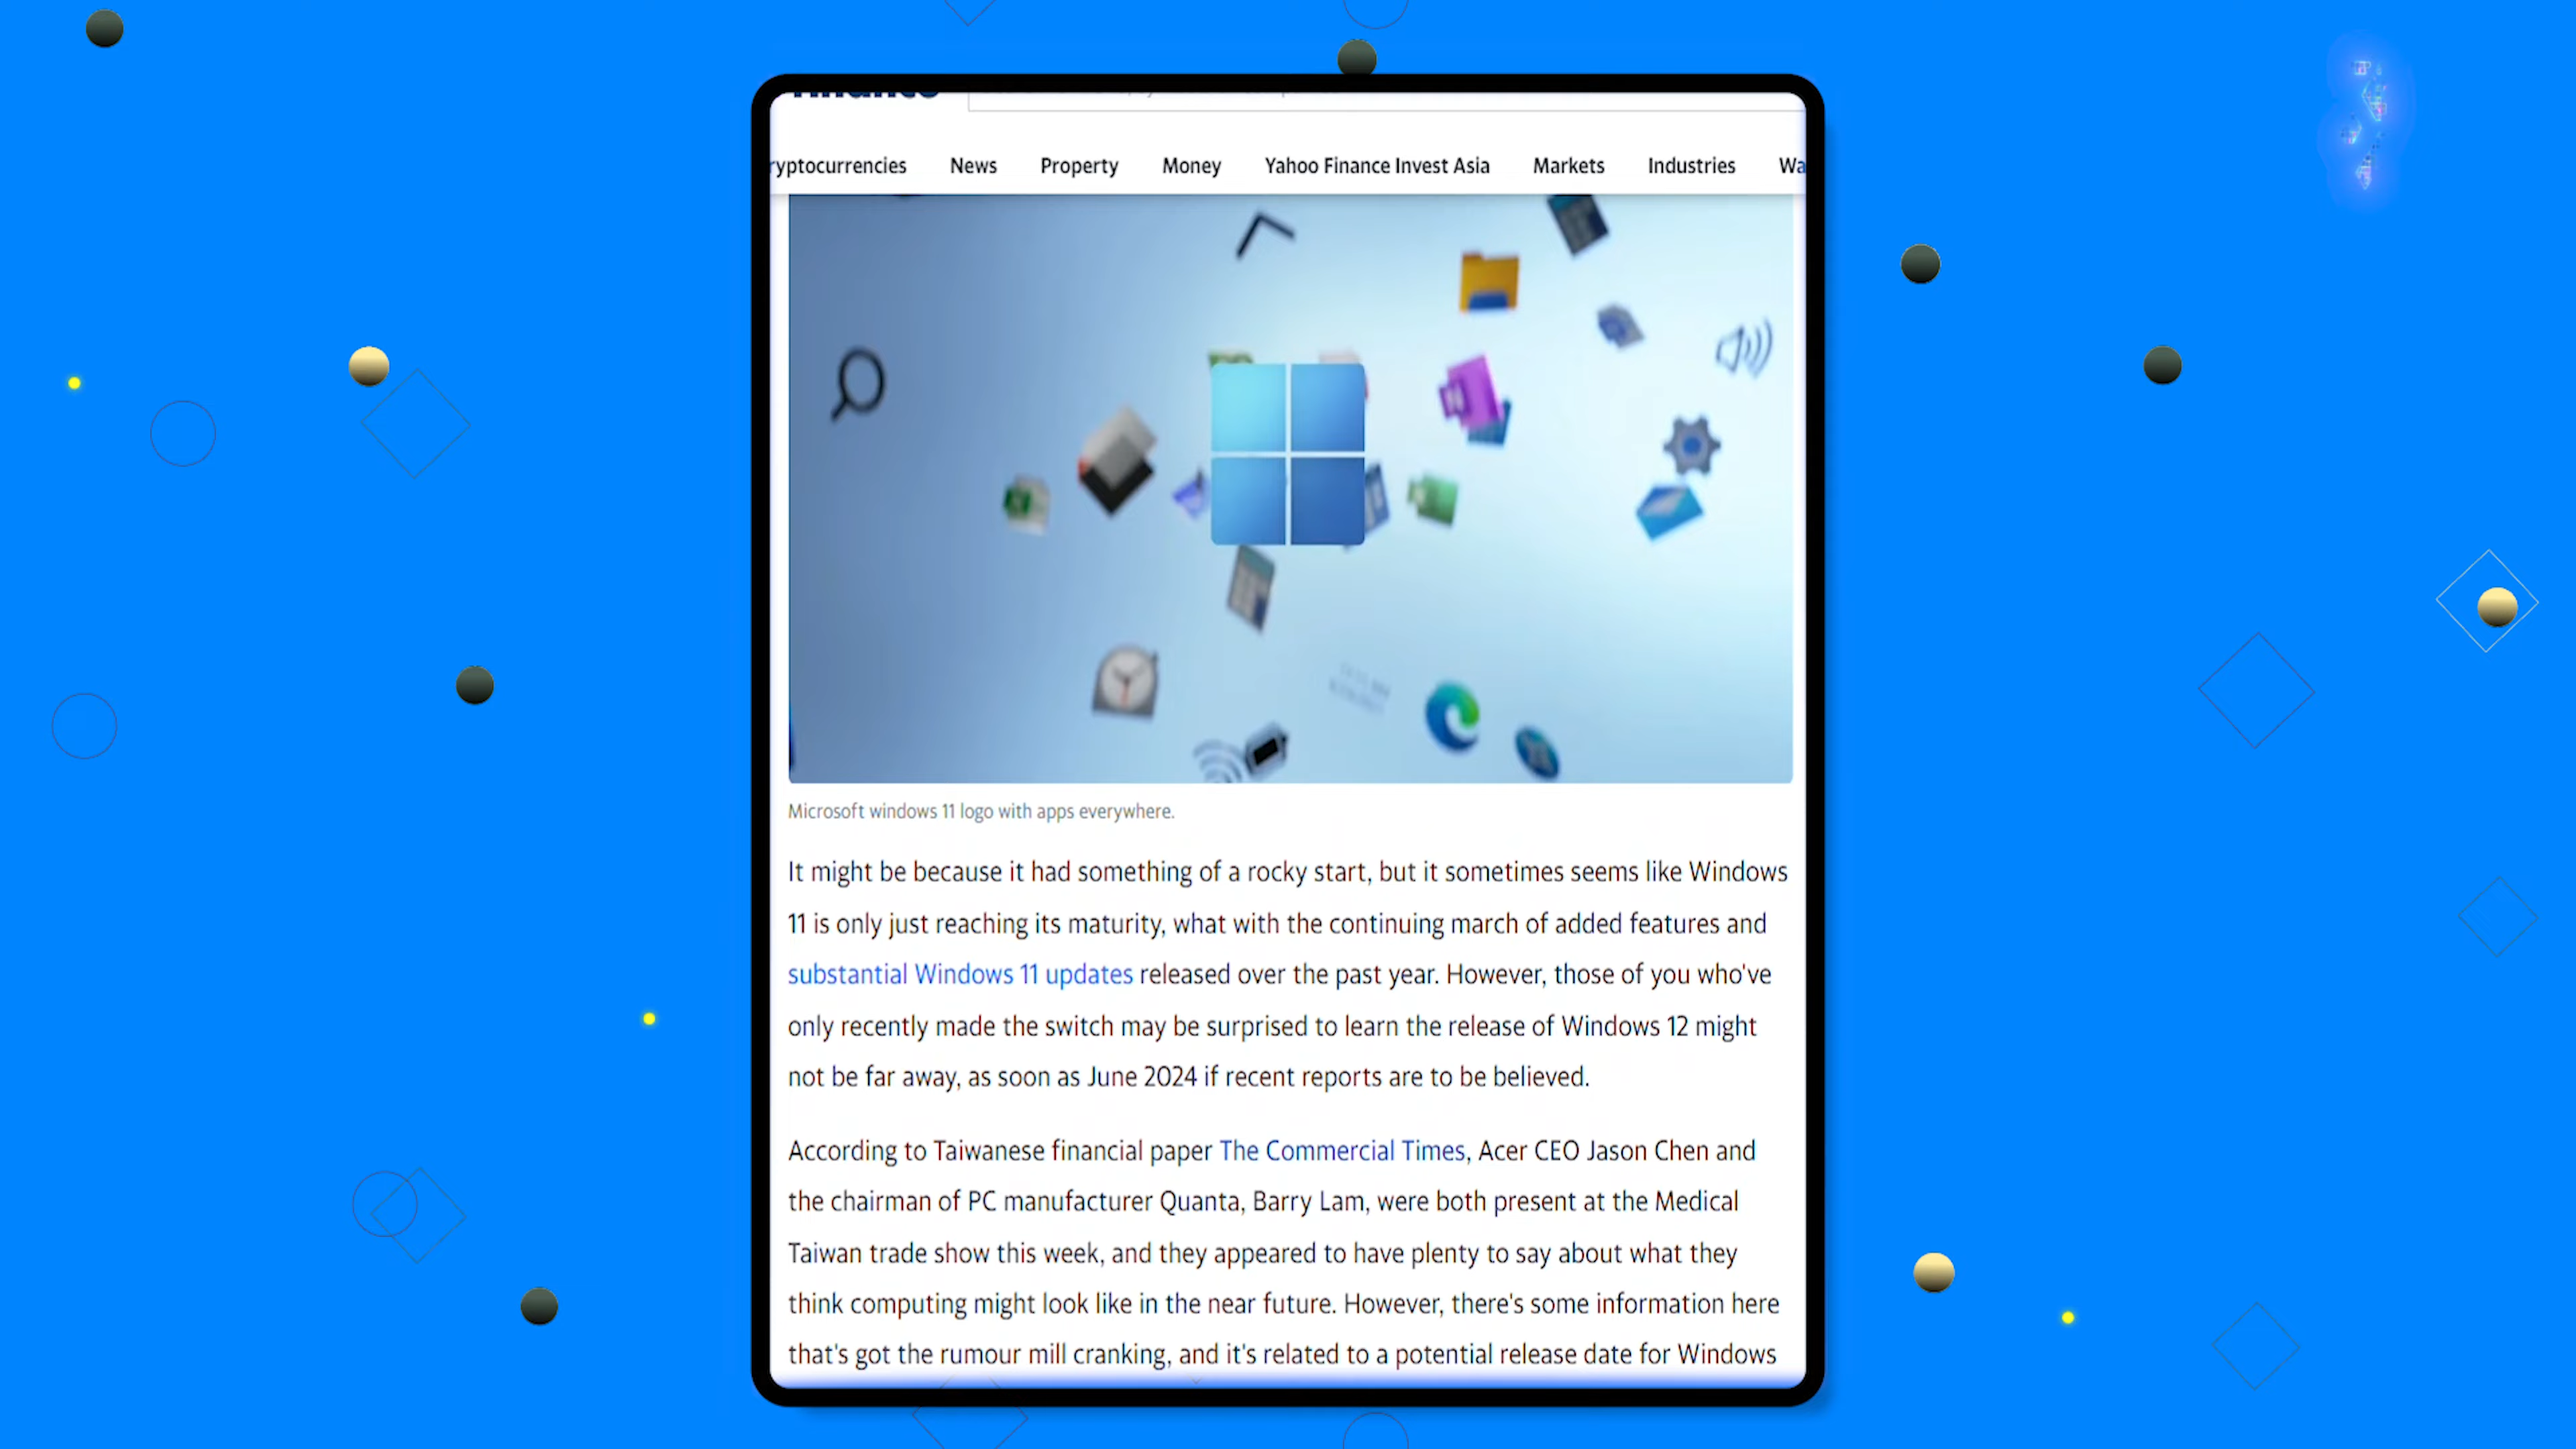 ryptocurrencies News Property Money Yahoo Finance Invest Asia Markets Industries Wa
Microsoft windows 11 logo with apps everywhere.
It might be because it had something of a rocky start, but it sometimes seems like Windows
11 is only just reaching its maturity, what with the continuing march of added features and
substantial Windows 11 updates released over the past year. However, those of you who've
only recently made the switch may be surprised to learn the release of Windows 12 might
not be far away, as soon as June 2024 if recent reports are to be believed.
According to Taiwanese financial paper The Commercial Times, Acer CEO Jason Chen and
the chairman of PC manufacturer Quanta, Barry Lam, were both present at the Medical
Taiwan trade show this week, and they appeared to have plenty to say about what they
think computing might look like in the near future. However, there's some information here
that's got the rumour mill cranking, and it's related to a potential release date for Windows